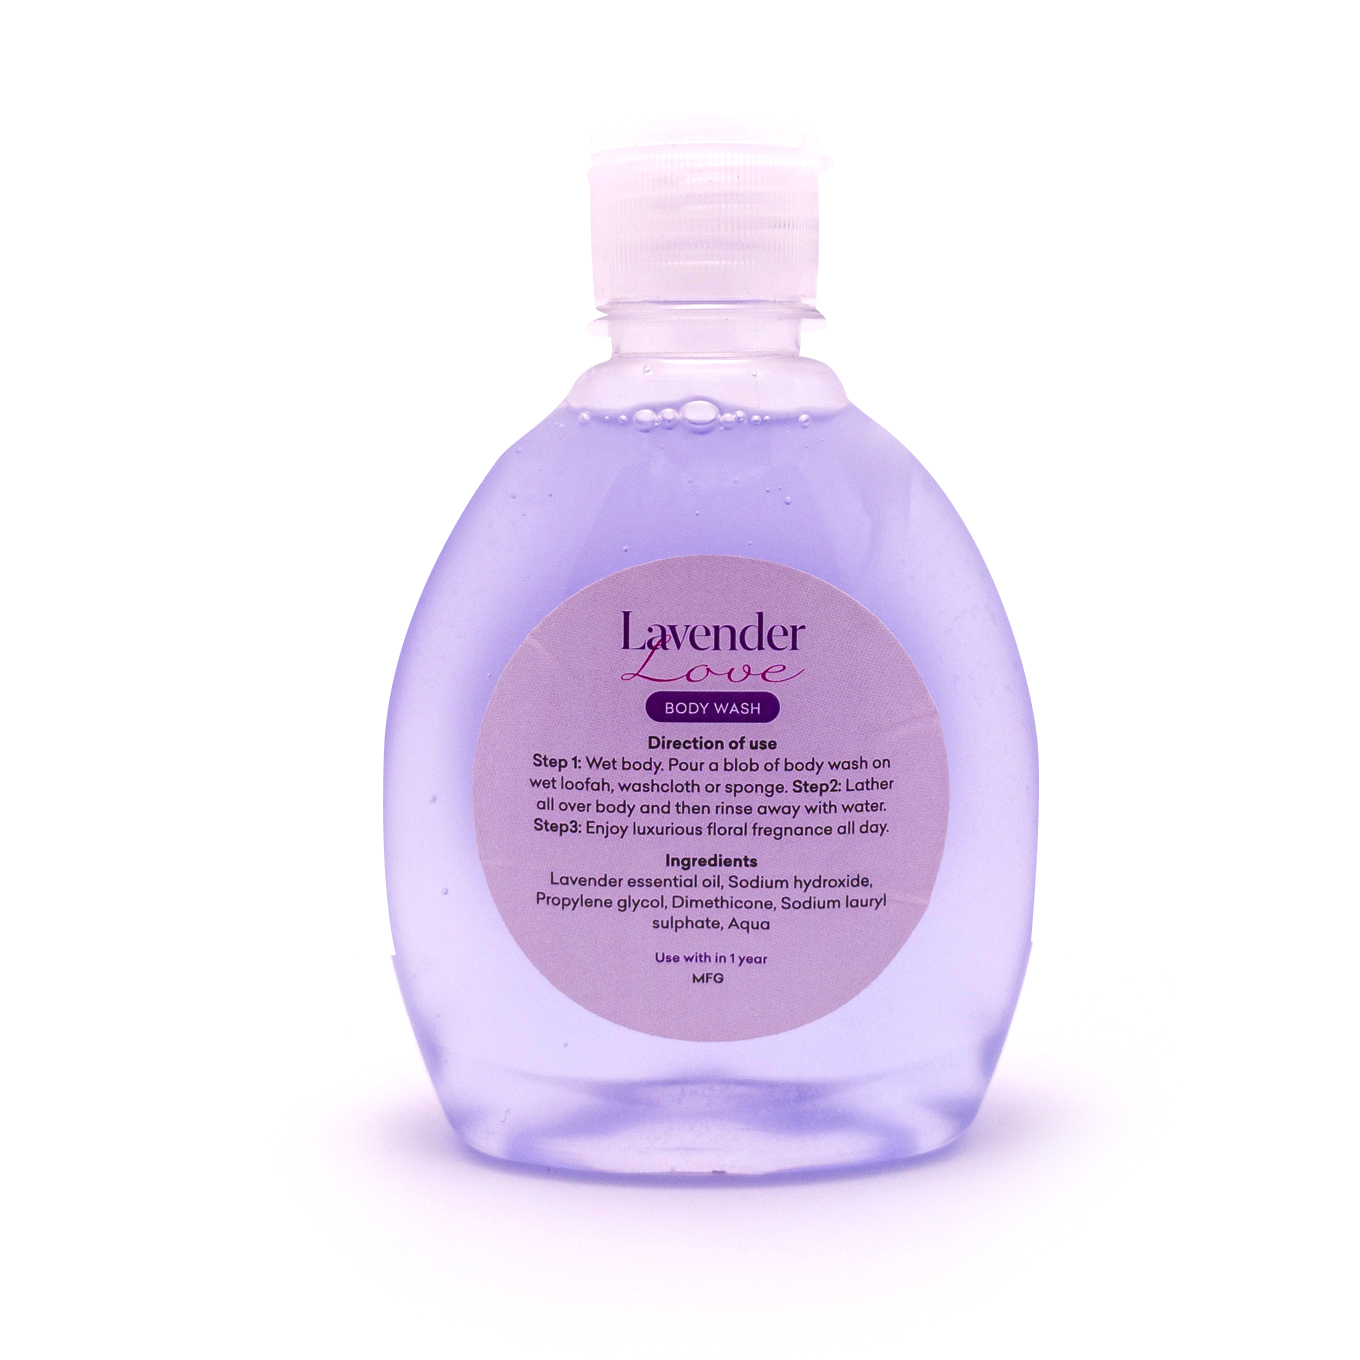 Lavender
Love
BODY WASH
Direction of use
Step 1: Wet body. Pour a blob of body wash on
wet loofah, washcloth or sponge. Step2: Lather
all over body and then rinse away with water.
Step3: Enjoy luxurious floral fregnance all day.
Ingredients
Lavender essential oil, Sodium hydroxide,
Propylene glycol, Dimethicone, Sodium lauryl
sulphate, Aqua
Use with in 1 year
MFG